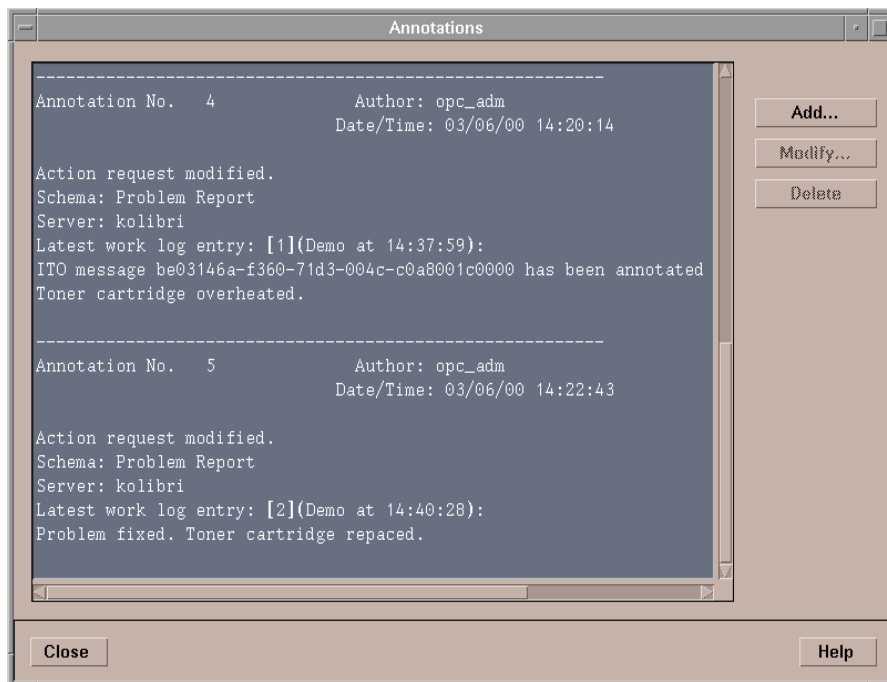 Annotations
---------------------------------------------------------
Annotation No.   4              Author: opc_adm
Date/Time: 03/06/00 14:20:14
Action request modified.
Schema: Problem Report
Server: kolibri
Latest work log entry: [1](Demo at 14:37:59):
ITO message be03146a-f360-71d3-004c-c0a8001c0000 has been annotated
Toner cartridge overheated.
---------------------------------------------------------
Annotation No.   5              Author: opc_adm
Date/Time: 03/06/00 14:22:43
Action request modified.
Schema: Problem Report
Server: kolibri
Latest work log entry: [2](Demo at 14:40:28):
Problem fixed. Toner cartridge repaced.
Add...
Modify...
Delete
Close
Help